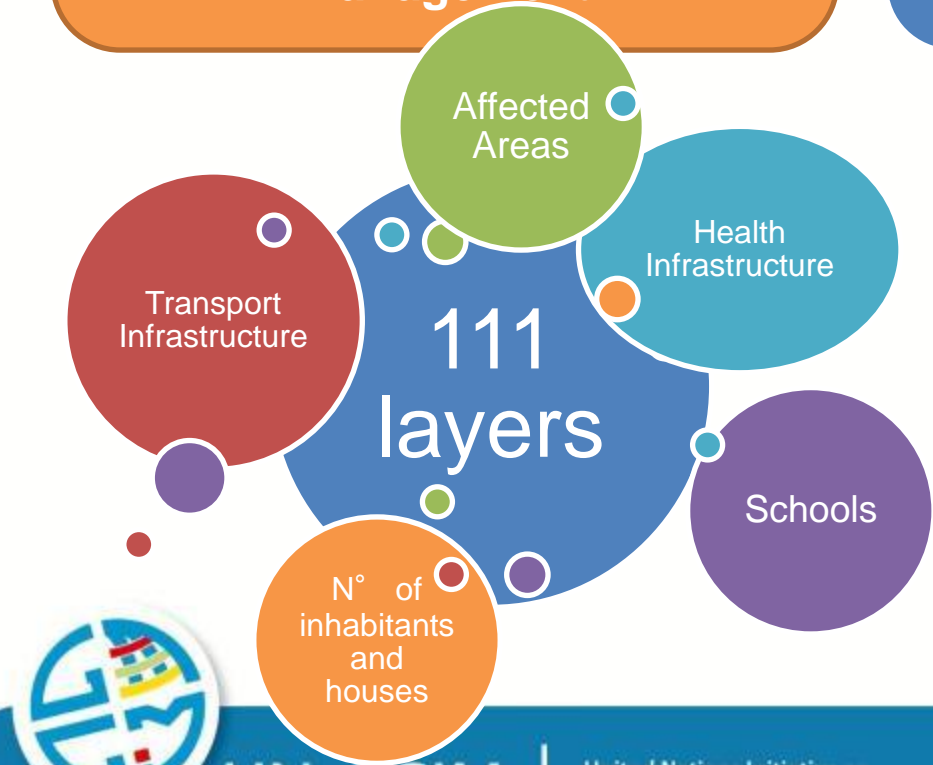 Affected
Areas
Health
Infrastructure
Transport
Infrastructure
111
layers
Schools
N° of
inhabitants
and
houses